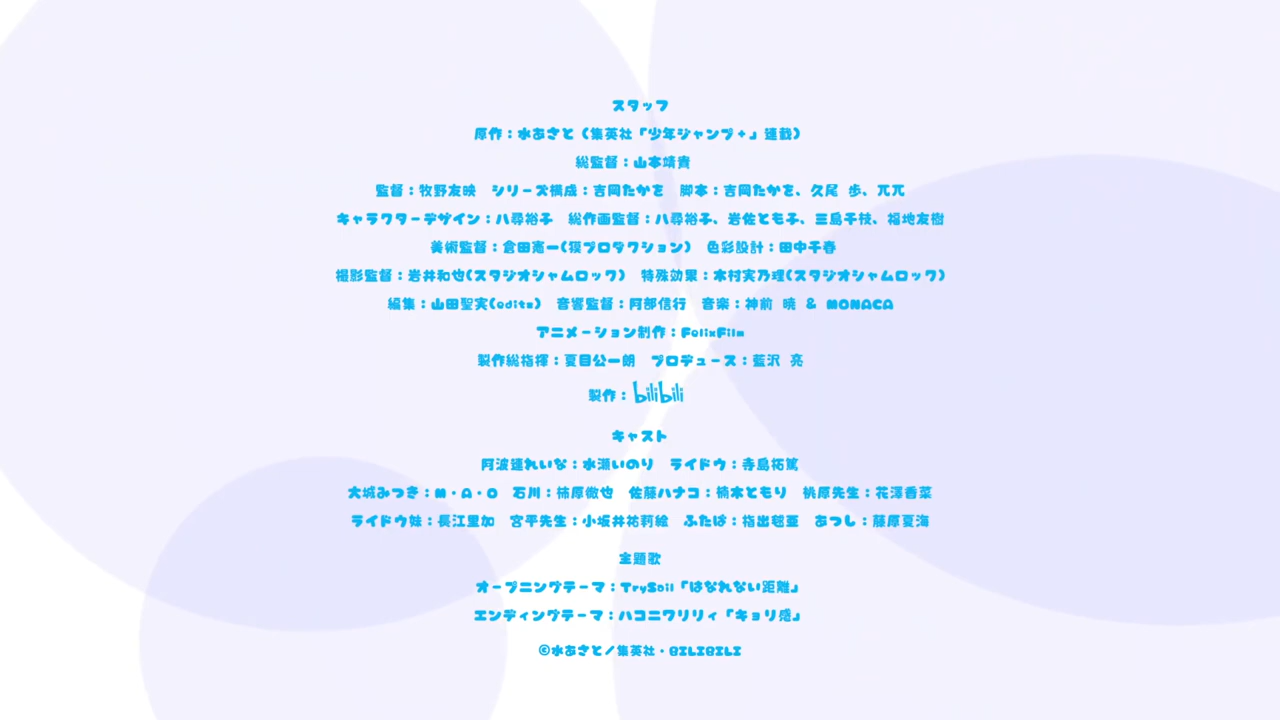 スタッフ
原作：水あさと（集英社「少年ジャンプ＋」連載）
総監督：山本靖貴
監督：牧野友映　シリーズ構成：吉岡たかを　脚本：吉岡たかを、久尾 歩、兀兀
キャラクターデザイン：八尋裕子　総作画監督：八尋裕子、岩佐とも子、三島千枝、福地友樹
美術監督：倉田憲一(獏プロダクション)　色彩設計：田中千春
撮影監督：岩井和也(スタジオシャムロック)　特殊効果：木村実乃理(スタジオシャムロック)
編集：山田聖実(editz)　音響監督：阿部信行　音楽：神前 暁 & MONACA
アニメーション制作：FelixFilm
製作総指揮：夏目公一朗　プロデュース：藍沢 亮
製作：bilibili
キャスト
阿波連れいな：水瀬いのり　ライドウ：寺島拓篤
大城みつき：M・A・O　石川：柿原徹也　佐藤ハナコ：楠木ともり　桃原先生：花澤香菜
ライドウ妹：長江里加　宮平先生：小坂井祐莉絵　ふたば：指出毬亜　あつし：藤原夏海
主題歌
オープニングテーマ：TrySail「はなれない距離」
エンディングテーマ：ハコニワリリィ「キョリ感」
©水あさと／集英社・BILIBILI